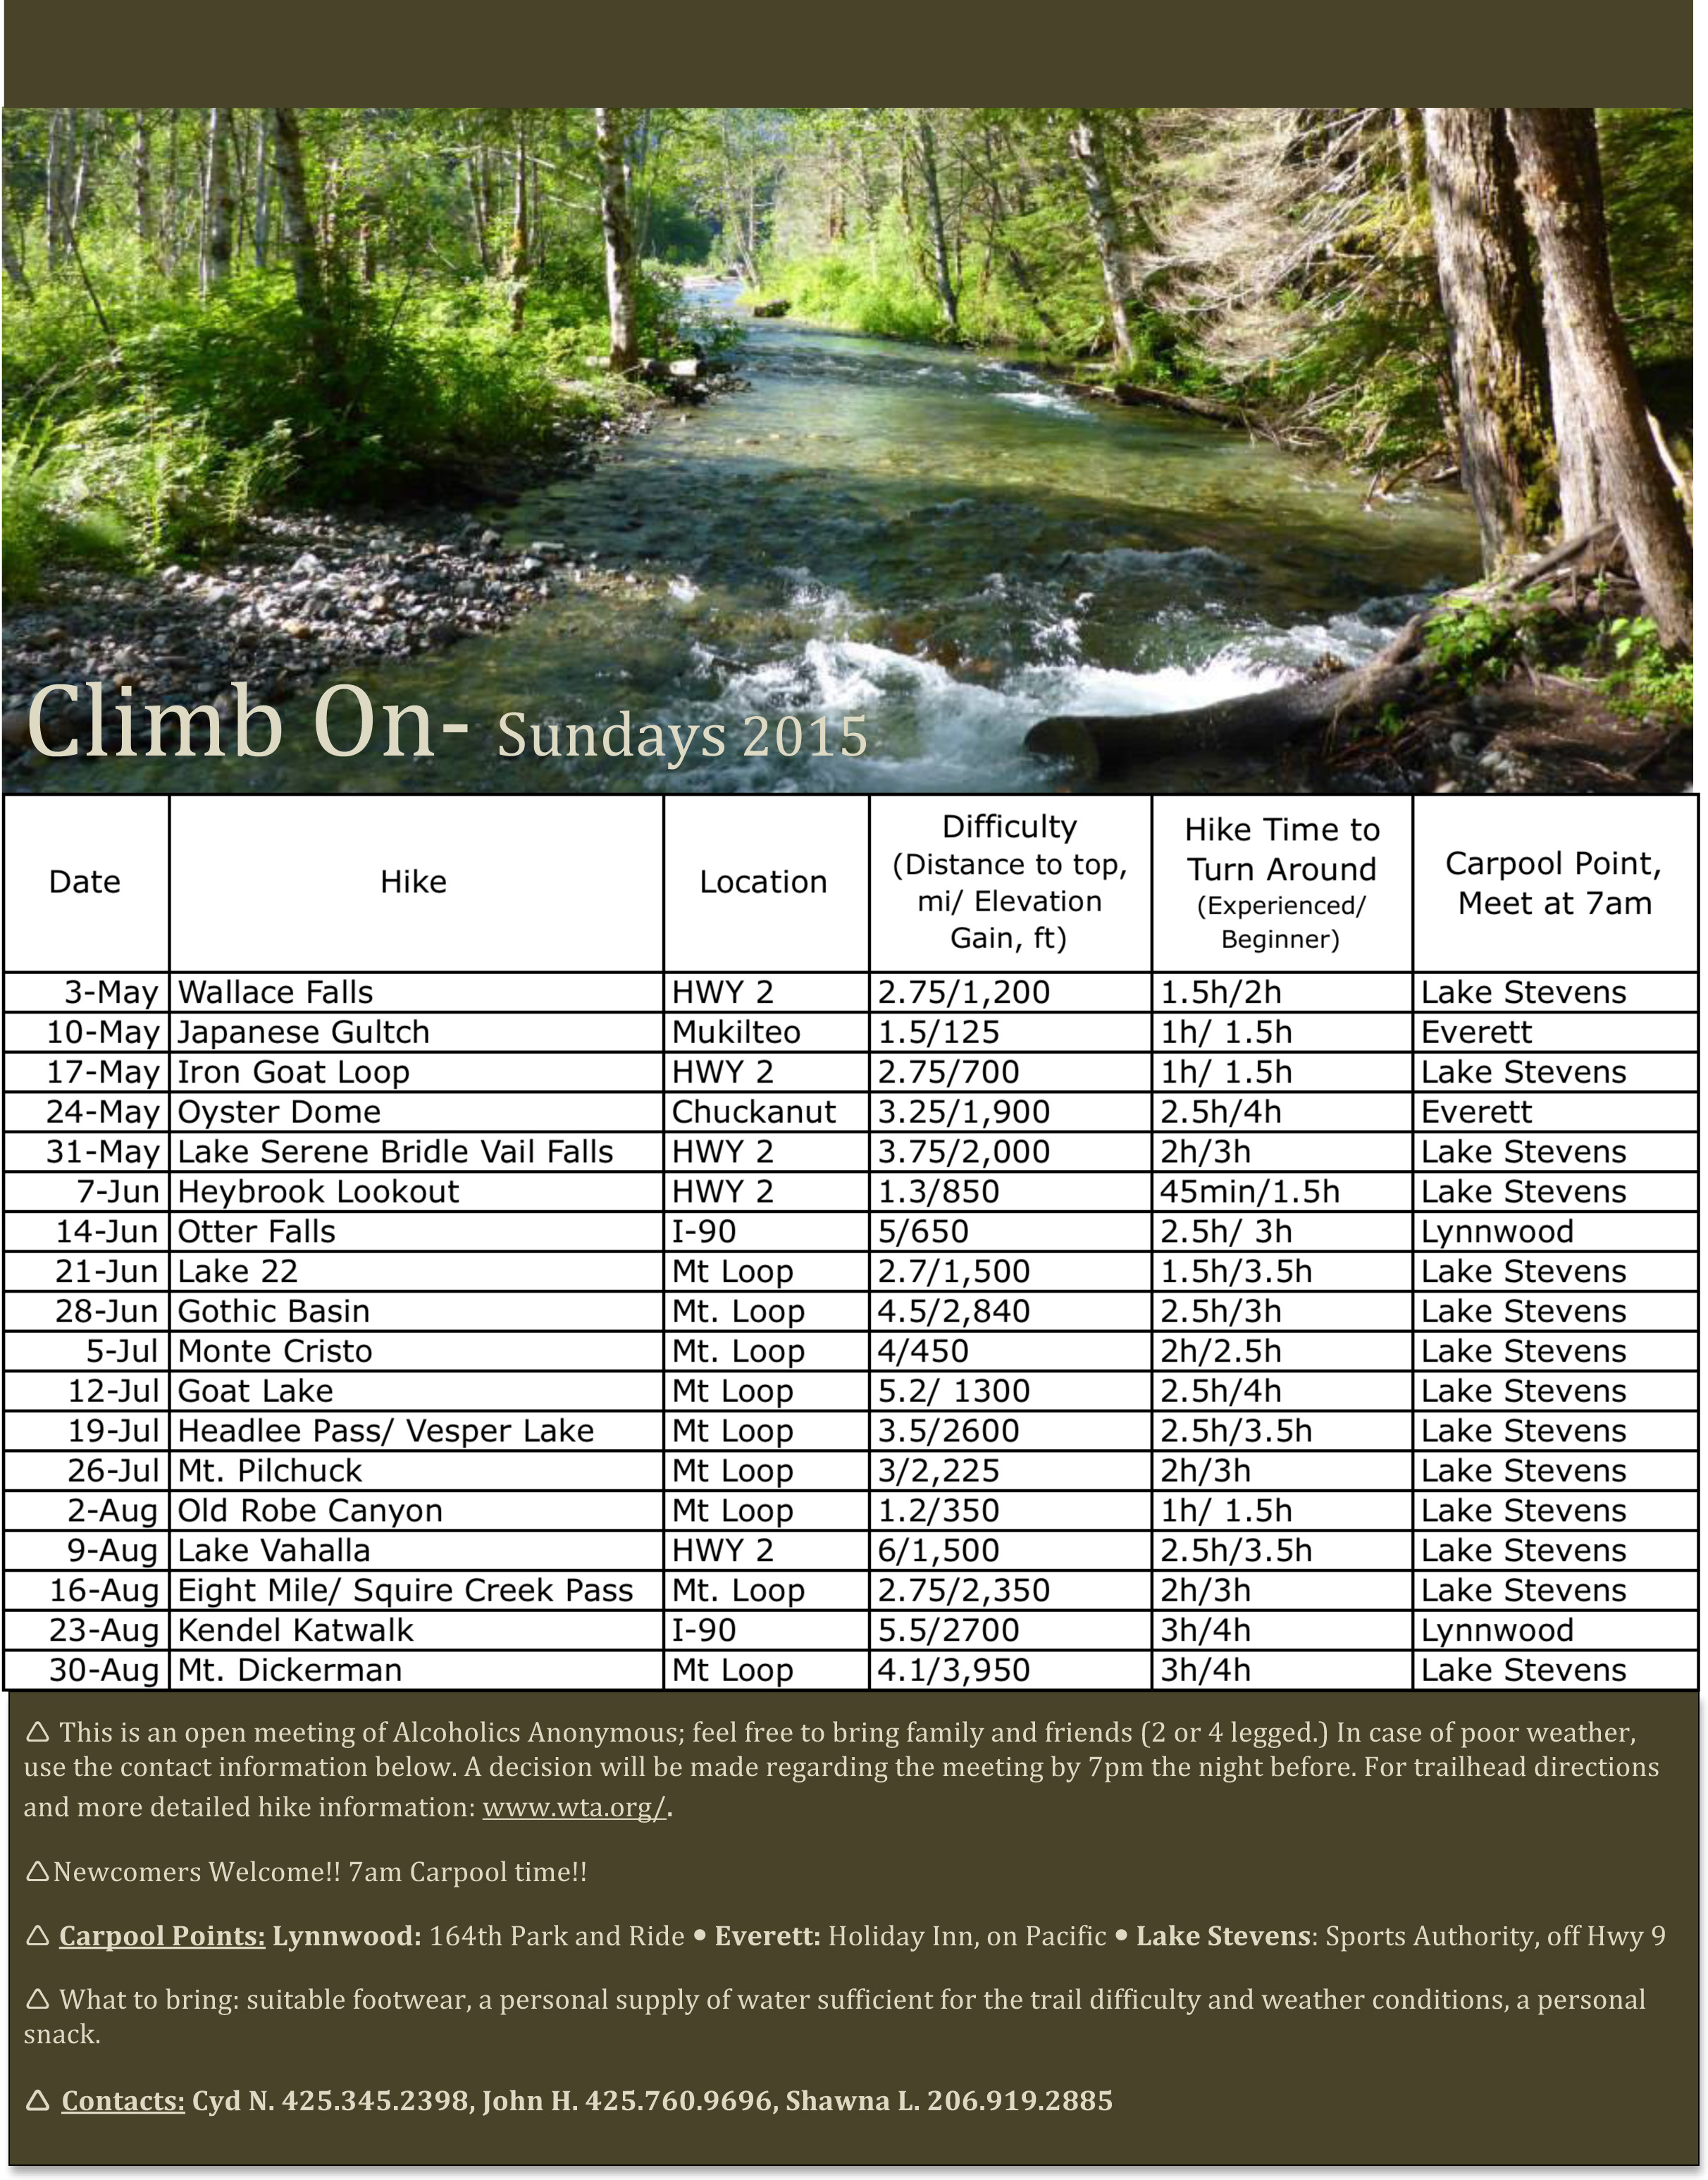 Climb On- Sundays 2015
Date | Hike | Location | Difficulty (Distance to top, mi/ Elevation Gain, ft) | Hike Time to Turn Around (Experienced/ Beginner) | Carpool Point, Meet at 7am
3-May | Wallace Falls | HWY 2 | 2.75/1,200 | 1.5h/2h | Lake Stevens
10-May | Japanese Gultch | Mukilteo | 1.5/125 | 1h/ 1.5h | Everett
17-May | Iron Goat Loop | HWY 2 | 2.75/700 | 1h/ 1.5h | Lake Stevens
24-May | Oyster Dome | Chuckanut | 3.25/1,900 | 2.5h/4h | Everett
31-May | Lake Serene Bridle Vail Falls | HWY 2 | 3.75/2,000 | 2h/3h | Lake Stevens
7-Jun | Heybrook Lookout | HWY 2 | 1.3/850 | 45min/1.5h | Lake Stevens
14-Jun | Otter Falls | I-90 | 5/650 | 2.5h/ 3h | Lynnwood
21-Jun | Lake 22 | Mt Loop | 2.7/1,500 | 1.5h/3.5h | Lake Stevens
28-Jun | Gothic Basin | Mt. Loop | 4.5/2,840 | 2.5h/3h | Lake Stevens
5-Jul | Monte Cristo | Mt. Loop | 4/450 | 2h/2.5h | Lake Stevens
12-Jul | Goat Lake | Mt Loop | 5.2/ 1300 | 2.5h/4h | Lake Stevens
19-Jul | Headlee Pass/ Vesper Lake | Mt Loop | 3.5/2600 | 2.5h/3.5h | Lake Stevens
26-Jul | Mt. Pilchuck | Mt Loop | 3/2,225 | 2h/3h | Lake Stevens
2-Aug | Old Robe Canyon | Mt Loop | 1.2/350 | 1h/ 1.5h | Lake Stevens
9-Aug | Lake Vahalla | HWY 2 | 6/1,500 | 2.5h/3.5h | Lake Stevens
16-Aug | Eight Mile/ Squire Creek Pass | Mt. Loop | 2.75/2,350 | 2h/3h | Lake Stevens
23-Aug | Kendel Katwalk | I-90 | 5.5/2700 | 3h/4h | Lynnwood
30-Aug | Mt. Dickerman | Mt Loop | 4.1/3,950 | 3h/4h | Lake Stevens
This is an open meeting of Alcoholics Anonymous; feel free to bring family and friends (2 or 4 legged.) In case of poor weather,
use the contact information below. A decision will be made regarding the meeting by 7pm the night before. For trailhead directions
and more detailed hike information: www.wta.org/.
Newcomers Welcome!! 7am Carpool time!!
Carpool Points: Lynnwood: 164th Park and Ride • Everett: Holiday Inn, on Pacific • Lake Stevens: Sports Authority, off Hwy 9
What to bring: suitable footwear, a personal supply of water sufficient for the trail difficulty and weather conditions, a personal
snack.
Contacts: Cyd N. 425.345.2398, John H. 425.760.9696, Shawna L. 206.919.2885